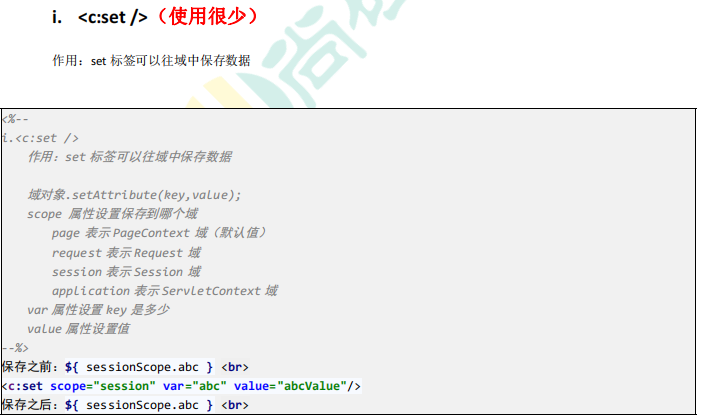 i. <c:set />（使用很少）
作用：set 标签可以往域中保存数据
<%--
i.<c:set />
作用：set 标签可以往域中保存数据
域对象.setAttribute(key,value);
scope 属性设置保存到哪个域
page 表示 PageContext 域（默认值）
request 表示 Request 域
session 表示 Session 域
application 表示 ServletContext 域
var 属性设置 key 是多少
value 属性设置值
--%>
保存之前：${ sessionScope.abc } <br>
<c:set scope="session" var="abc" value="abcValue"/>
保存之后：${ sessionScope.abc } <br>